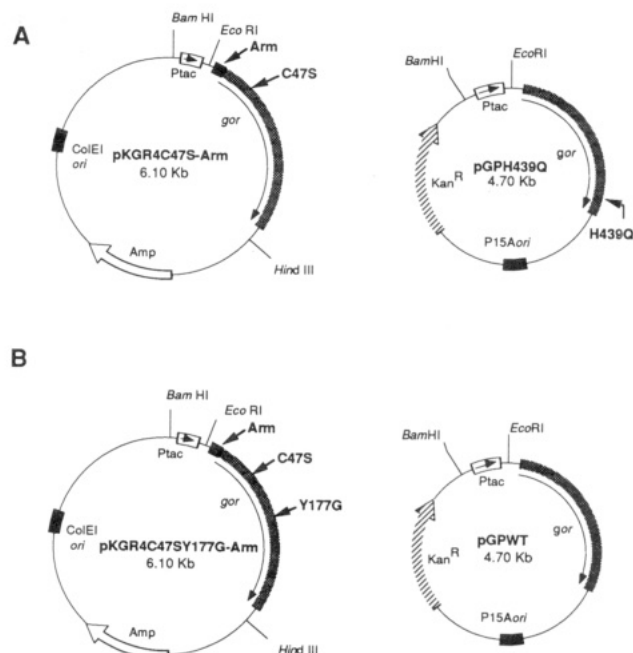 A
Bam HI
Eco RI
Arm
C47S
Ptac
gor
ColEI
ori
pKGR4C47S-Arm
6.10 Kb
Amp
Hind III
BamHI
EcoRI
Ptac
gor
pGPH439Q
4.70 Kb
KanR
H439Q
P15Aori
B
Bam HI
Eco RI
Arm
C47S
Ptac
gor
Y177G
ColEI
ori
pKGR4C47SY177G-Arm
6.10 Kb
Amp
Hind III
BamHI
EcoRI
Ptac
gor
pGPWT
4.70 Kb
KanR
P15Aori